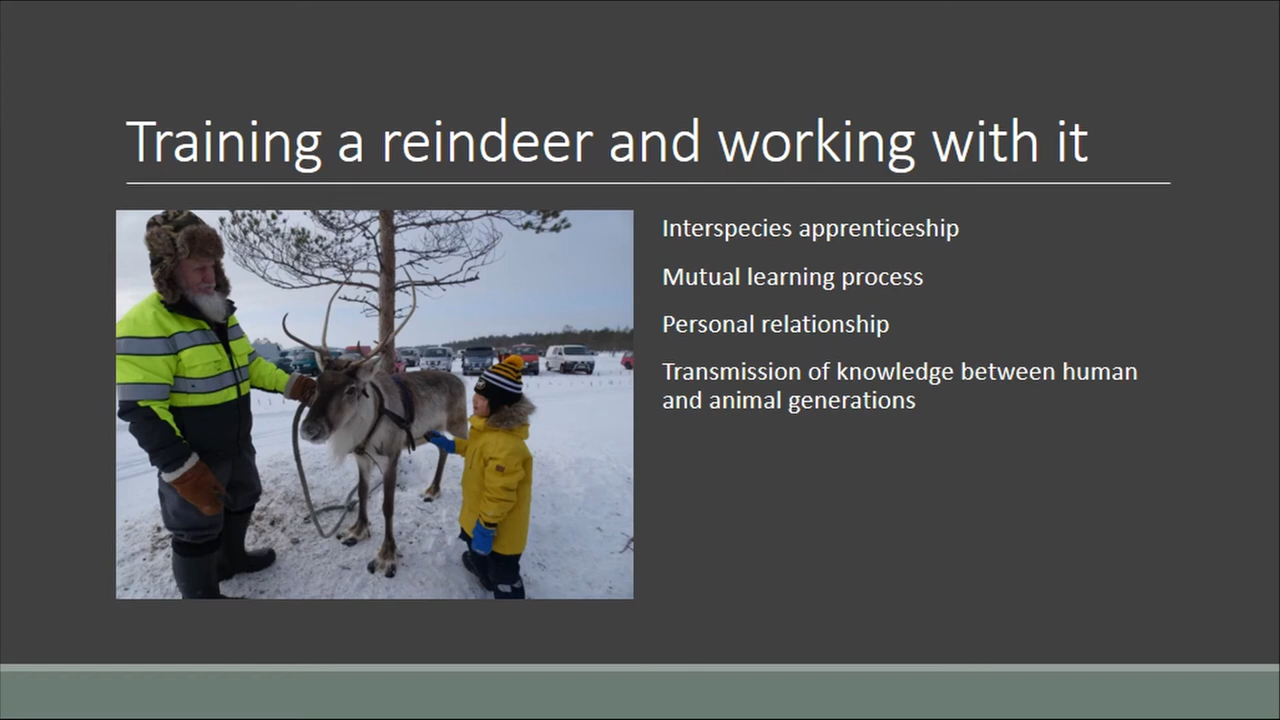 Training a reindeer and working with it
Interspecies apprenticeship
Mutual learning process
Personal relationship
Transmission of knowledge between human
and animal generations